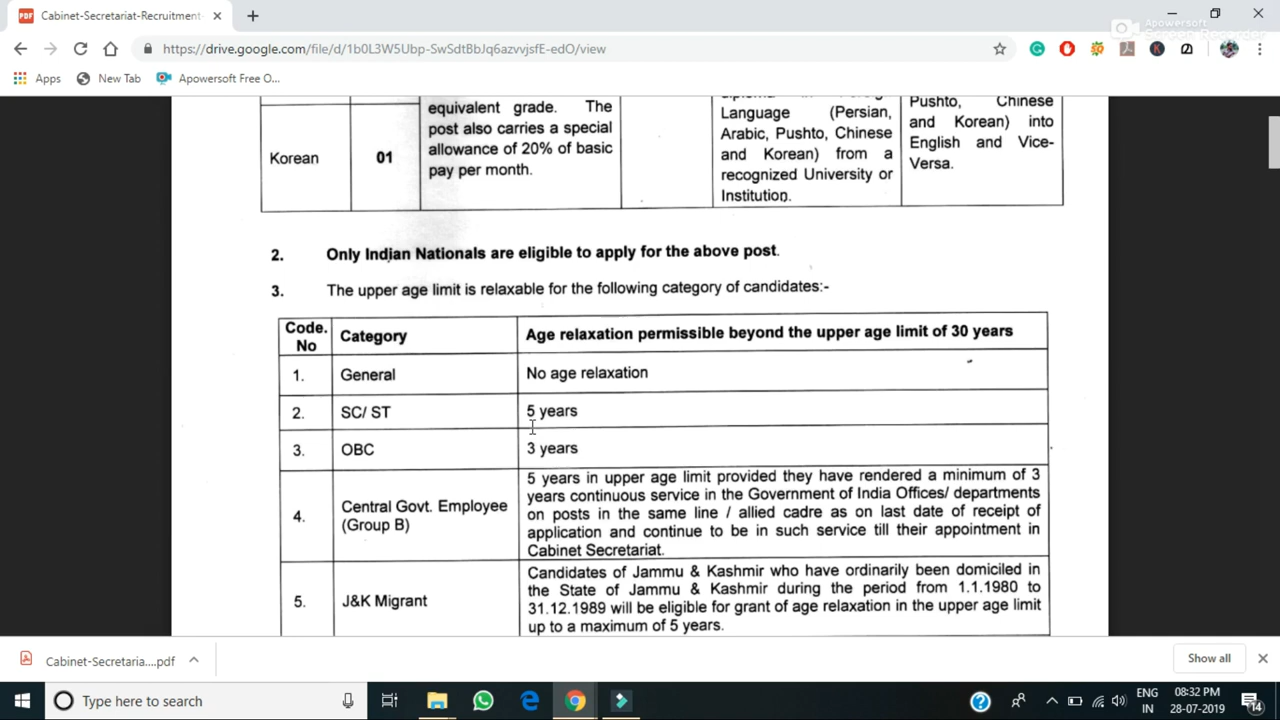 Cabinet-Secretariat-Recruitment-
Apowersoft
Screen Recorder
https://drive.google.com/file/d/1b0L3W5Ubp-SwSdtBbJq6azvvjsfE-edO/view
Apps
New Tab
Apowersoft Free O...
Korean
01
equivalent grade. The
post also carries a special
allowance of 20% of basic
pay per month.
Language (Persian,
Arabic, Pushto, Chinese
and Korean) from a
recognized University or
Institution.
Pushto, Chinese
and Korean) into
English and Vice-
Versa.
2. Only Indian Nationals are eligible to apply for the above post.
3. The upper age limit is relaxable for the following category of candidates:-
Code. No
Category
Age relaxation permissible beyond the upper age limit of 30 years
1. General No age relaxation
2. SC/ ST 5 years
3. OBC 3 years
4.
Central Govt. Employee
(Group B)
5 years in upper age limit provided they have rendered a minimum of 3
years continuous service in the Government of India Offices/ departments
on posts in the same line / allied cadre as on last date of receipt of
application and continue to be in such service till their appointment in
Cabinet Secretariat.
5.
J&K Migrant
Candidates of Jammu & Kashmir who have ordinarily been domiciled in
the State of Jammu & Kashmir during the period from 1.1.1980 to
31.12.1989 will be eligible for grant of age relaxation in the upper age limit
up to a maximum of 5 years.
Cabinet-Secretaria....pdf
Show all
Type here to search
ENG
IN
08:32 PM
28-07-2019
14